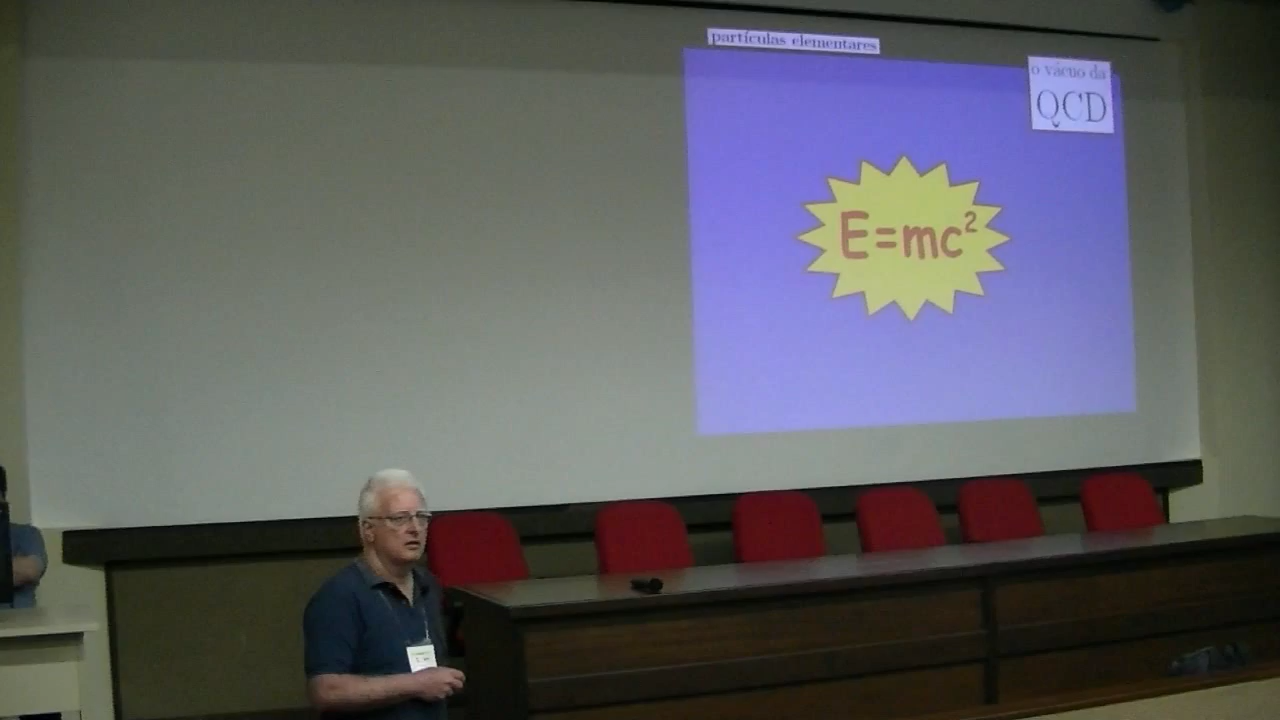 partículas elementares
o vácuo da
QCD
E=mc²